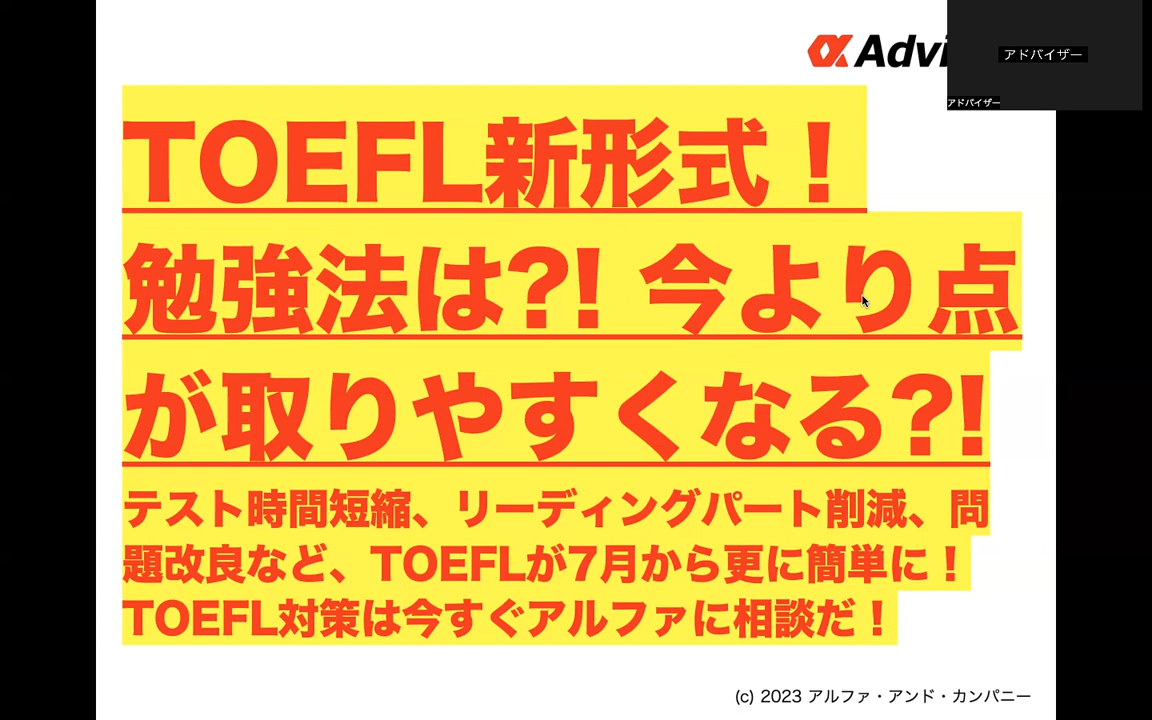 Advi
アドバイザー
アドバイザー
TOEFL新形式！
勉強法は?! 今より点
が取りやすくなる?!
テスト時間短縮、リーディングパート削減、問
題改良など、TOEFLが7月から更に簡単に！
TOEFL対策は今すぐアルファに相談だ！
(c) 2023 アルファ・アンド・カンパニー